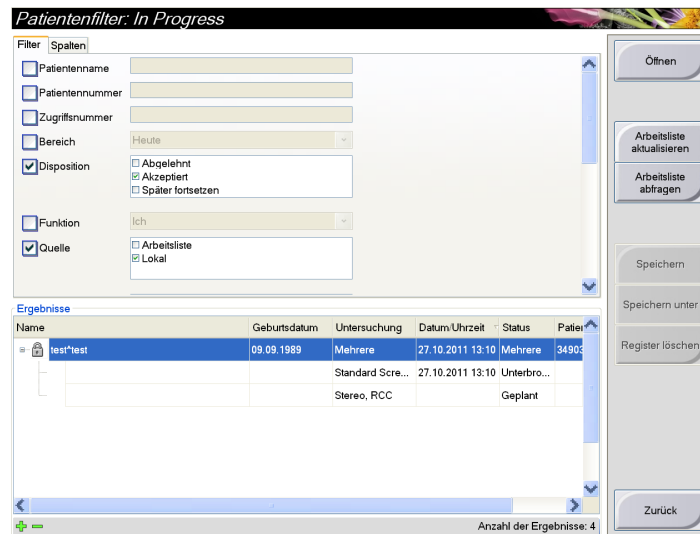 Patientenfilter: In Progress
Filter Spalten
Patientenname
Patientennummer
Zugriffsnummer
Bereich Heute
Disposition
Abgelehnt
Akzeptiert
Später fortsetzen
Funktion Ich
Quelle
Arbeitsliste
Lokal
Öffnen
Arbeitsliste
aktualisieren
Arbeitsliste
abfragen
Speichern
Speichern unter
Register löschen
Zurück
Ergebnisse
Name Geburtsdatum Untersuchung Datum/Uhrzeit Status Patier
test^test 09.09.1989 Mehrere 27.10.2011 13:10 Mehrere 34903
Standard Scre... 27.10.2011 13:10 Unterbro...
Stereo, RCC Geplant
Anzahl der Ergebnisse: 4